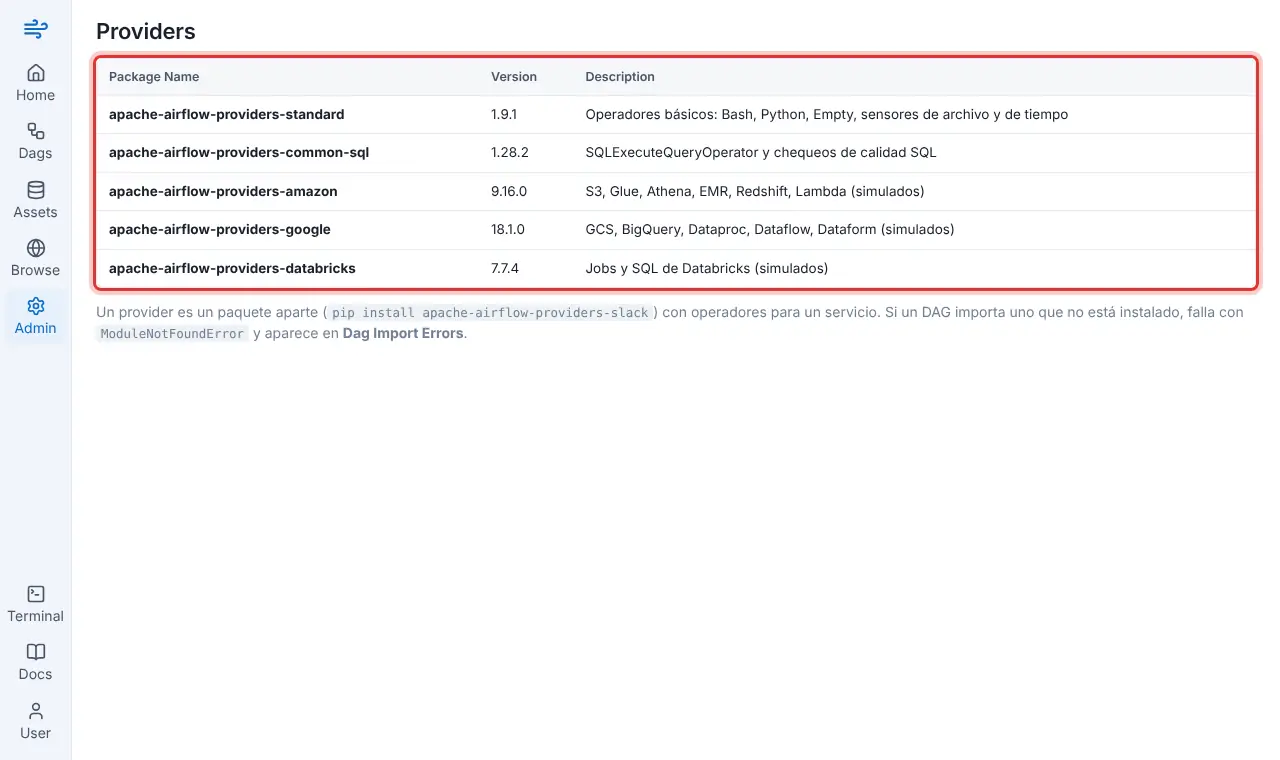 Providers
Home
Dags
Assets
Browse
Admin
Terminal
Docs
User
Package Name Version Description
apache-airflow-providers-standard 1.9.1 Operadores básicos: Bash, Python, Empty, sensores de archivo y de tiempo
apache-airflow-providers-common-sql 1.28.2 SQLExecuteQueryOperator y chequeos de calidad SQL
apache-airflow-providers-amazon 9.16.0 S3, Glue, Athena, EMR, Redshift, Lambda (simulados)
apache-airflow-providers-google 18.1.0 GCS, BigQuery, Dataproc, Dataflow, Dataform (simulados)
apache-airflow-providers-databricks 7.7.4 Jobs y SQL de Databricks (simulados)
Un provider es un paquete aparte ( pip install apache-airflow-providers-slack ) con operadores para un servicio. Si un DAG importa uno que no está instalado, falla con
ModuleNotFoundError y aparece en Dag Import Errors.